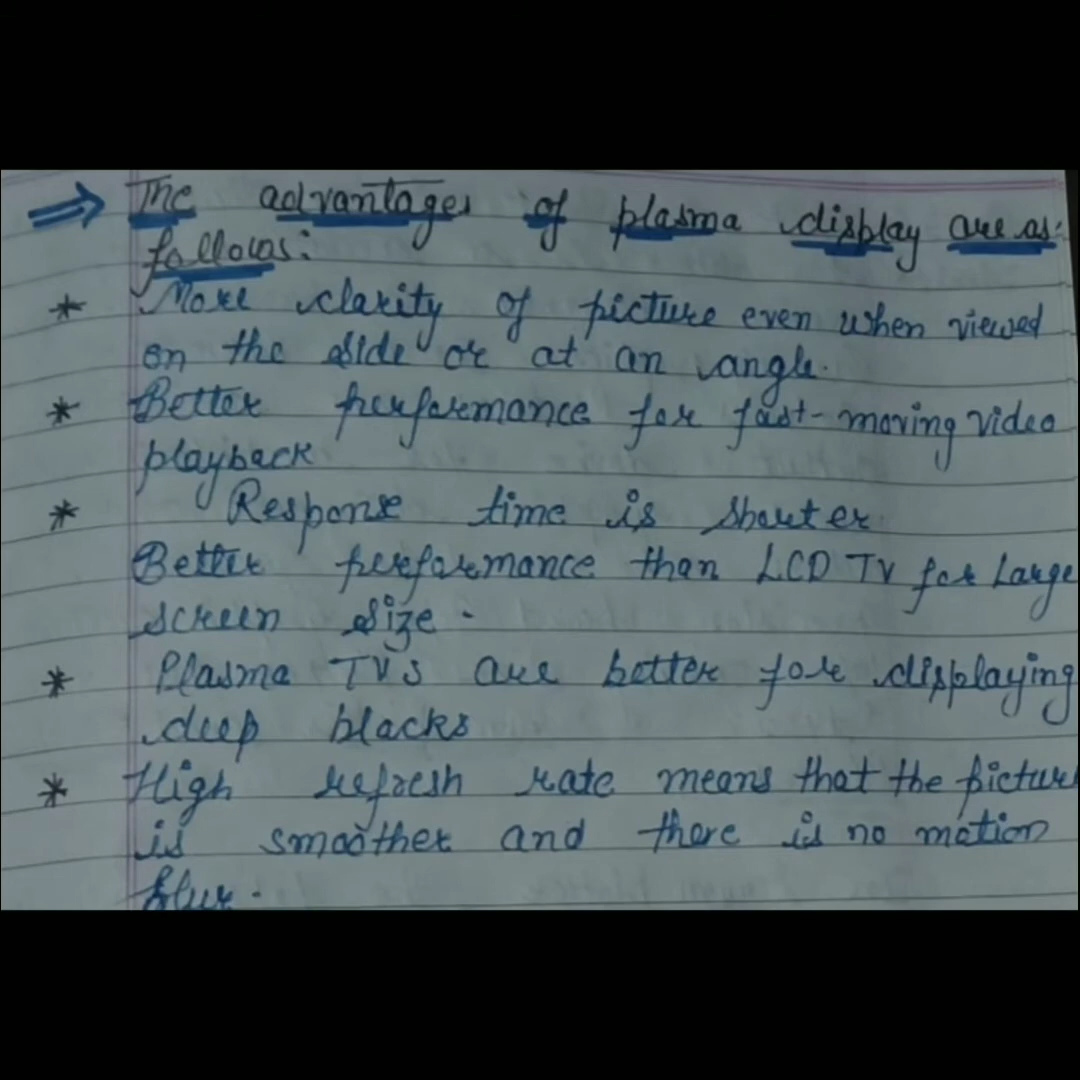 ⇒ The advantages of plasma display are as
follows:
* More clarity of picture even when viewed
on the side or at an angle.
* Better performance for fast-moving video
playback
* Response time is shorter.
Better performance than LCD TV for Large
screen size.
* Plasma TVs are better for displaying
deep blacks
* High refresh rate means that the picture
is smoother and there is no motion
blur.